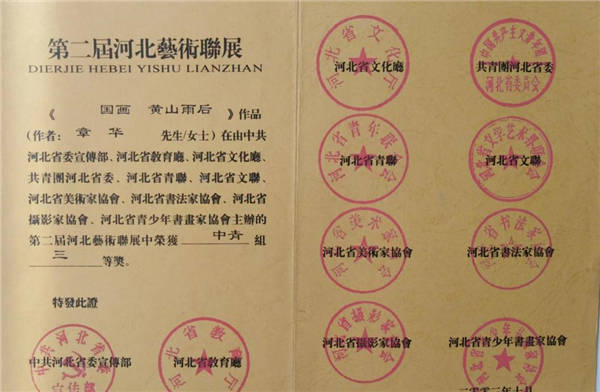 第二屆河北藝術聯展
DIERJIE HEBEI YISHU LIANZHAN
《 国画 黄山雨后 》作品
(作者: 章华 先生/女士) 在由中共
河北省委宣傳部、河北省教育廳、河北省文化廳、
共青團河北省委、河北省青聯、河北省文聯、
河北省美術家協會、河北省書法家協會、河北省
攝影家協會、河北省青少年書畫家協會主辦的
第二屆河北藝術聯展中榮獲 中青 組
三 等獎。
特發此證
中共河北省委宣傳部
河北省教育廳
河北省文化廳
共青團河北省委
河北省青聯
河北省文聯
河北省美術家協會
河北省書法家協會
河北省攝影家協會
河北省青少年書畫家協會